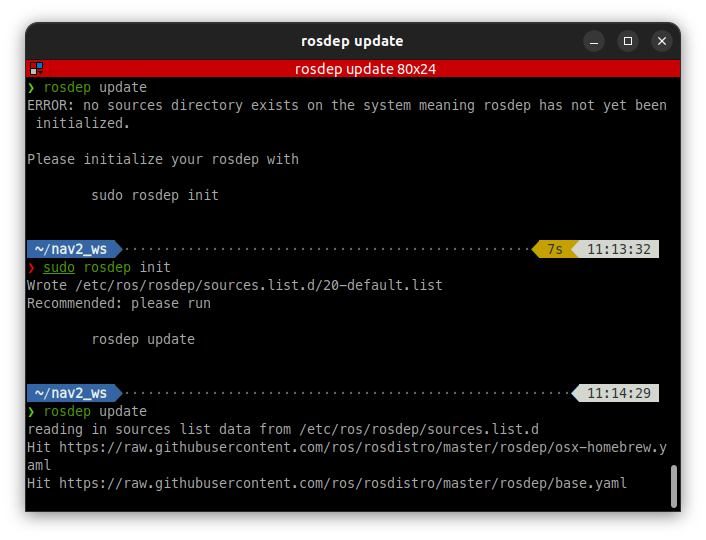 rosdep update
rosdep update 80x24
❯ rosdep update
ERROR: no sources directory exists on the system meaning rosdep has not yet been
 initialized.
Please initialize your rosdep with
        sudo rosdep init
~/nav2_ws 7s 11:13:32
❯ sudo rosdep init
Wrote /etc/ros/rosdep/sources.list.d/20-default.list
Recommended: please run
        rosdep update
~/nav2_ws 11:14:29
❯ rosdep update
reading in sources list data from /etc/ros/rosdep/sources.list.d
Hit https://raw.githubusercontent.com/ros/rosdistro/master/rosdep/osx-homebrew.y
aml
Hit https://raw.githubusercontent.com/ros/rosdistro/master/rosdep/base.yaml